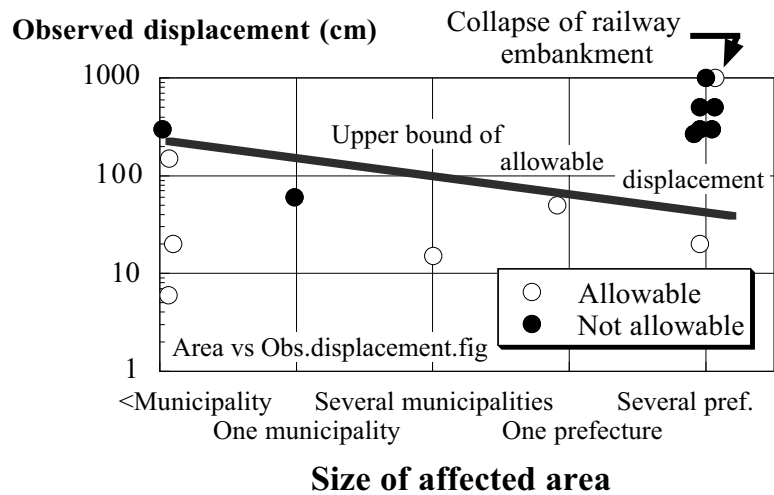 Observed displacement (cm)
Collapse of railway
embankment
1000
100
10
1
Upper bound of
allowable
displacement
Allowable
Not allowable
Area vs Obs.displacement.fig
<Municipality
Several municipalities
Several pref.
One municipality
One prefecture
Size of affected area